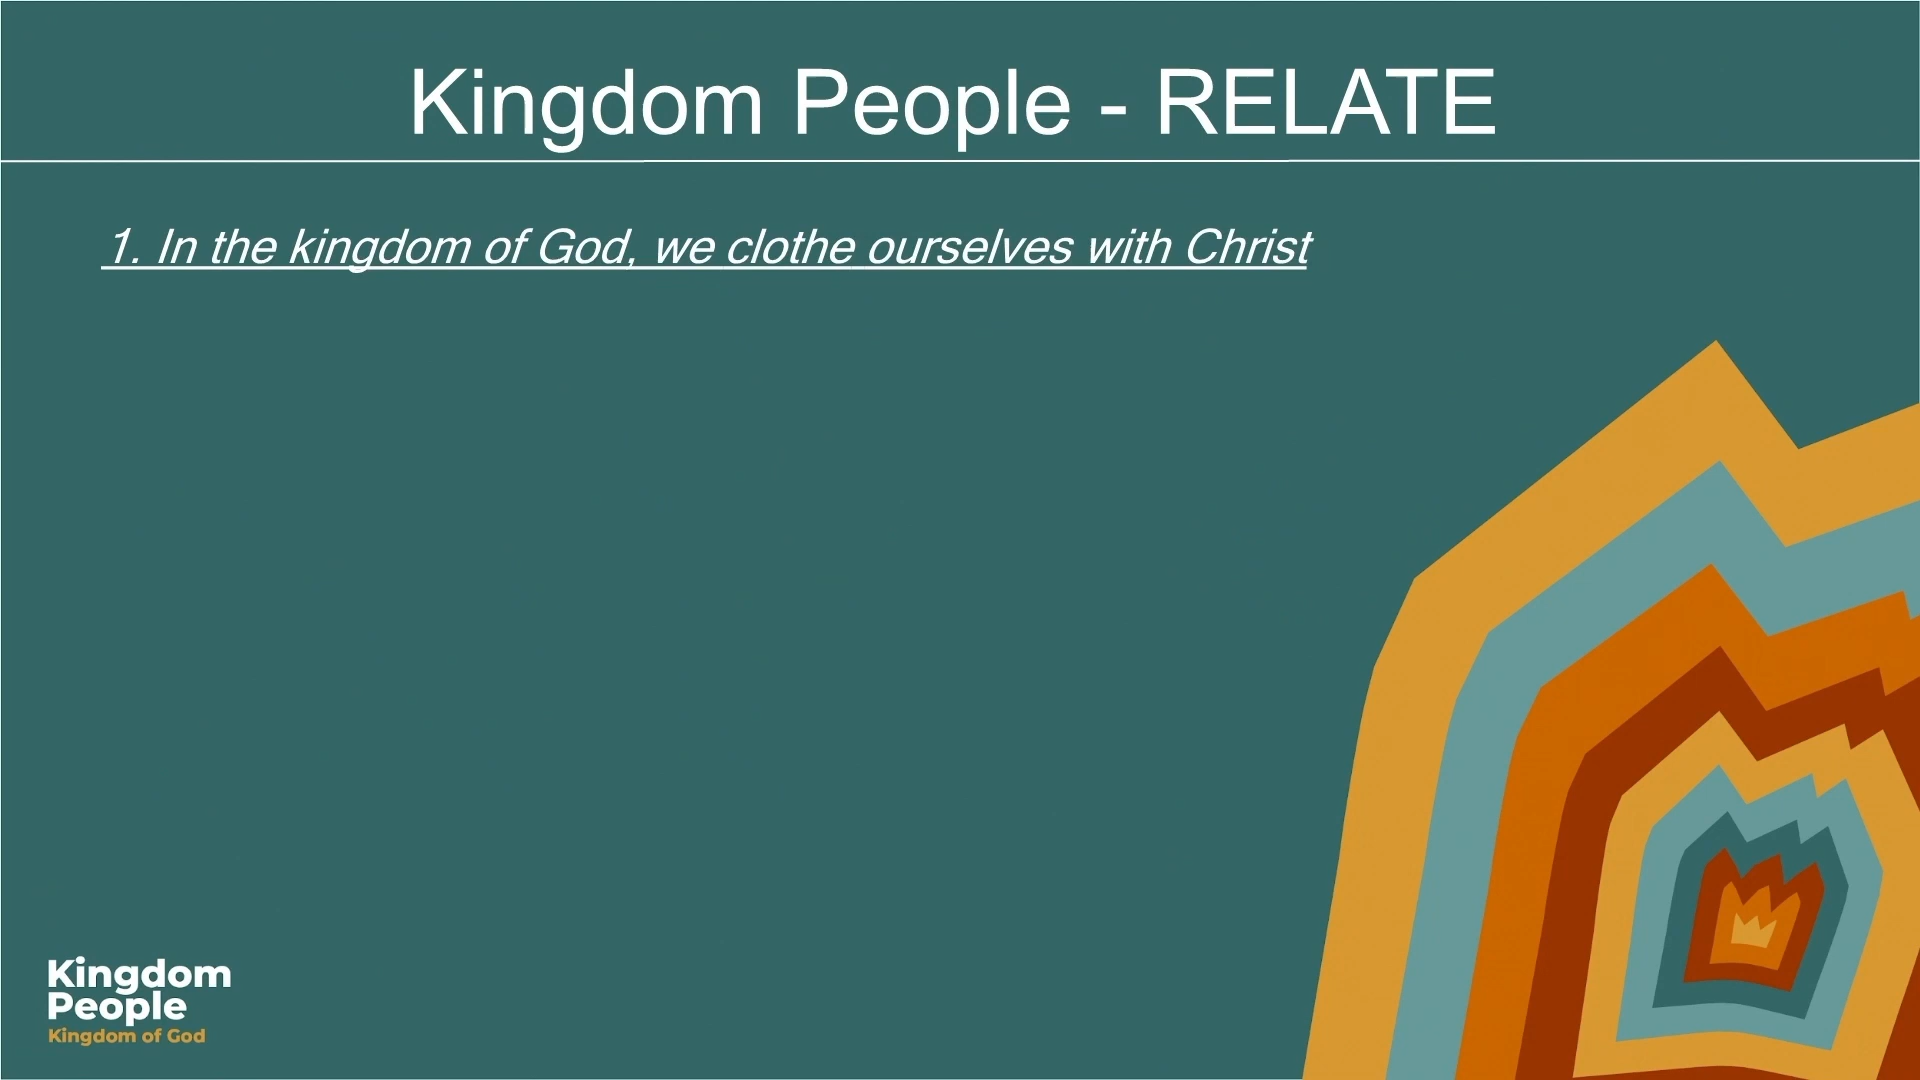 Kingdom People - RELATE
1. In the kingdom of God, we clothe ourselves with Christ
Kingdom
People
Kingdom of God